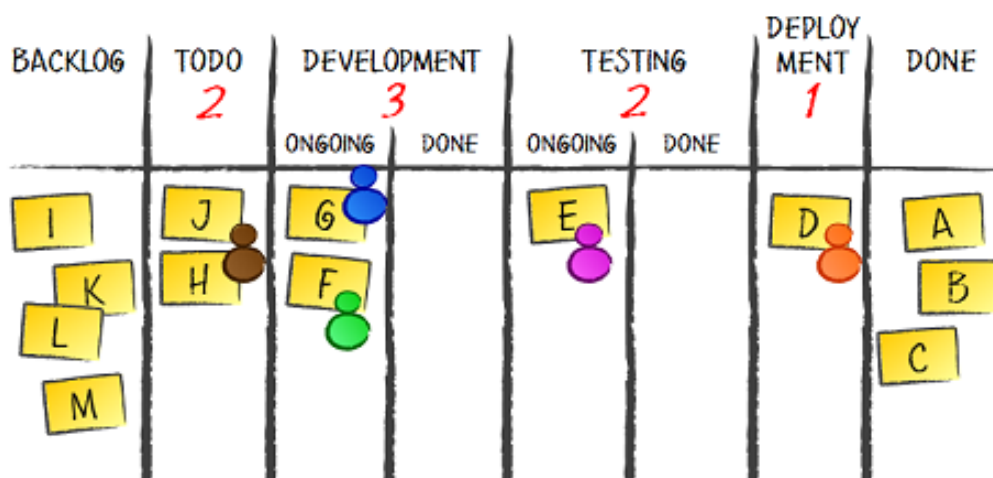 BACKLOG
TODO
2
DEVELOPMENT
3
ONGOING
DONE
TESTING
2
ONGOING
DONE
DEPLOY
MENT
1
DONE
I
K
L
M
J
H
G
F
E
D
A
B
C